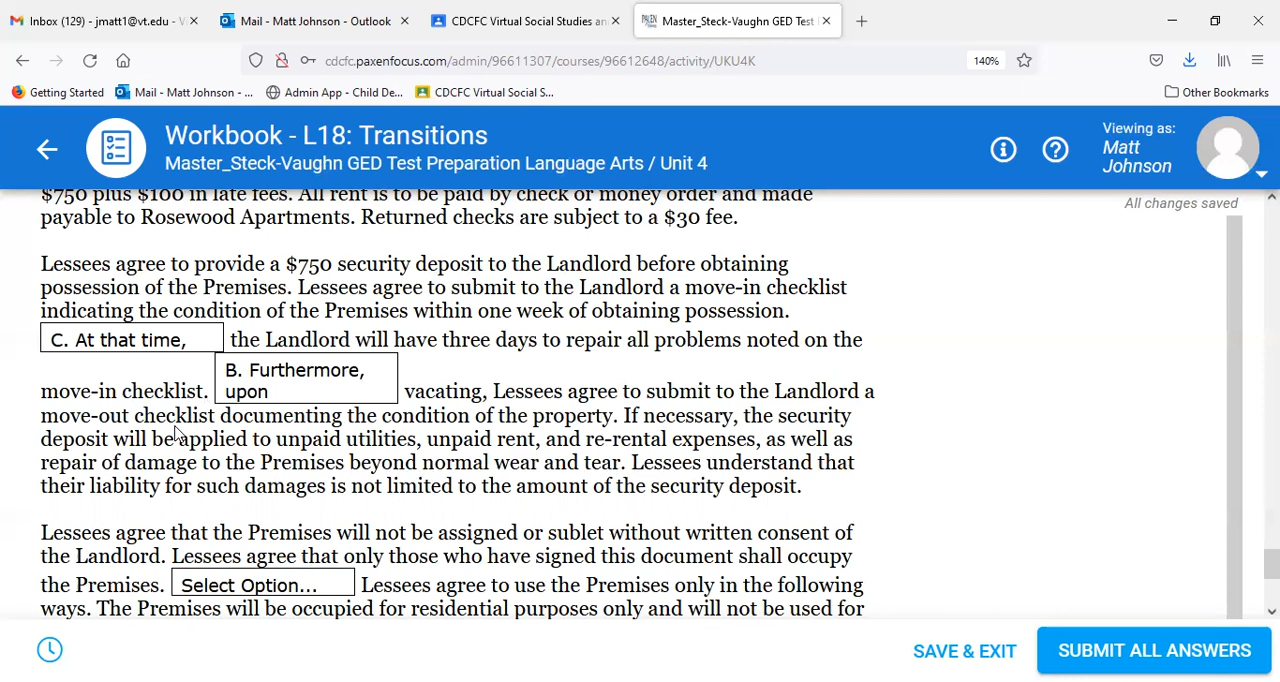 Inbox (129) - jmatt1@vt.edu - V
Mail - Matt Johnson - Outlook
CDCFC Virtual Social Studies an
Master_Steck-Vaughn GED Test
cdcfc.paxenfocus.com/admin/96611307/courses/96612648/activity/UKU4K
140%
Getting Started
Mail - Matt Johnson - ...
Admin App - Child De...
CDCFC Virtual Social S...
Other Bookmarks
Workbook - L18: Transitions
Master_Steck-Vaughn GED Test Preparation Language Arts / Unit 4
Viewing as:
Matt
Johnson
All changes saved
$750 plus $100 in late fees. All rent is to be paid by check or money order and made
payable to Rosewood Apartments. Returned checks are subject to a $30 fee.
Lessees agree to provide a $750 security deposit to the Landlord before obtaining
possession of the Premises. Lessees agree to submit to the Landlord a move-in checklist
indicating the condition of the Premises within one week of obtaining possession.
C. At that time, the Landlord will have three days to repair all problems noted on the
B. Furthermore,
move-in checklist. upon vacating, Lessees agree to submit to the Landlord a
move-out checklist documenting the condition of the property. If necessary, the security
deposit will be applied to unpaid utilities, unpaid rent, and re-rental expenses, as well as
repair of damage to the Premises beyond normal wear and tear. Lessees understand that
their liability for such damages is not limited to the amount of the security deposit.
Lessees agree that the Premises will not be assigned or sublet without written consent of
the Landlord. Lessees agree that only those who have signed this document shall occupy
the Premises. Select Option... Lessees agree to use the Premises only in the following
ways. The Premises will be occupied for residential purposes only and will not be used for
SAVE & EXIT
SUBMIT ALL ANSWERS